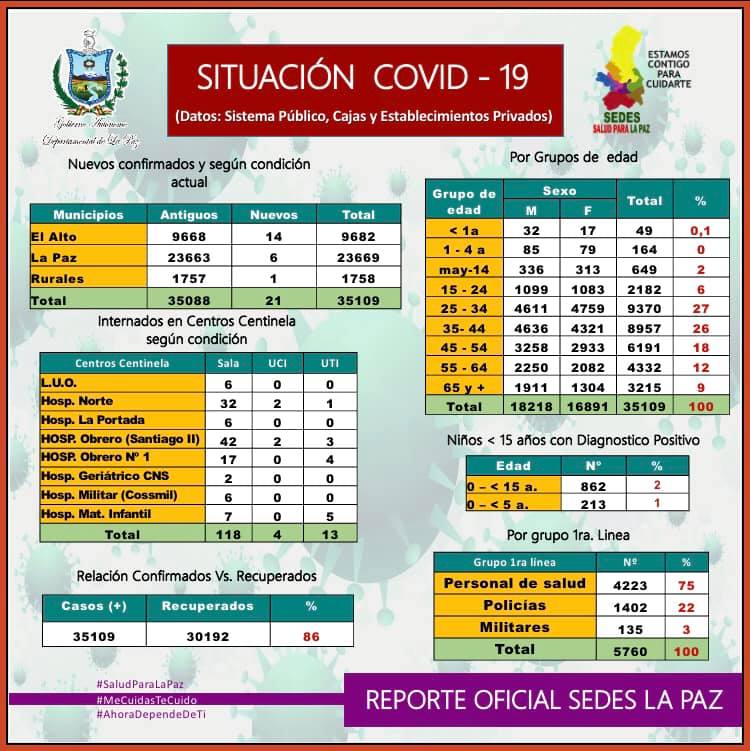 Gobierno Autónomo
Departamental de La Paz
SITUACIÓN COVID - 19
(Datos: Sistema Público, Cajas y Establecimientos Privados)
ESTAMOS
CONTIGO
PARA
CUIDARTE
SEDES
SALUD PARA LA PAZ
Nuevos confirmados y según condición
actual
Municipios Antiguos Nuevos Total
El Alto 9668 14 9682
La Paz 23663 6 23669
Rurales 1757 1 1758
Total 35088 21 35109
Internados en Centros Centinela
según condición
Centros Centinela Sala UCI UTI
L.U.O. 6 0 0
Hosp. Norte 32 2 1
Hosp. La Portada 6 0 0
HOSP. Obrero (Santiago II) 42 2 3
HOSP. Obrero Nº 1 17 0 4
Hosp. Geriátrico CNS 2 0 0
Hosp. Militar (Cossmil) 6 0 0
Hosp. Mat. Infantil 7 0 5
Total 118 4 13
Relación Confirmados Vs. Recuperados
Casos (+) Recuperados %
35109 30192 86
Por Grupos de edad
Grupo de edad Sexo Total %
M F
< 1a 32 17 49 0,1
1 - 4 a 85 79 164 0
may-14 336 313 649 2
15 - 24 1099 1083 2182 6
25 - 34 4611 4759 9370 27
35- 44 4636 4321 8957 26
45 - 54 3258 2933 6191 18
55 - 64 2250 2082 4332 12
65 y + 1911 1304 3215 9
Total 18218 16891 35109 100
Niños < 15 años con Diagnostico Positivo
Edad Nº %
0 – < 15 a. 862 2
0 – < 5 a. 213 1
Por grupo 1ra. Linea
Grupo 1ra línea Nº %
Personal de salud 4223 75
Policías 1402 22
Militares 135 3
Total 5760 100
#SaludParaLaPaz
#MeCuidasTeCuido
#AhoraDependeDeTi
REPORTE OFICIAL SEDES LA PAZ